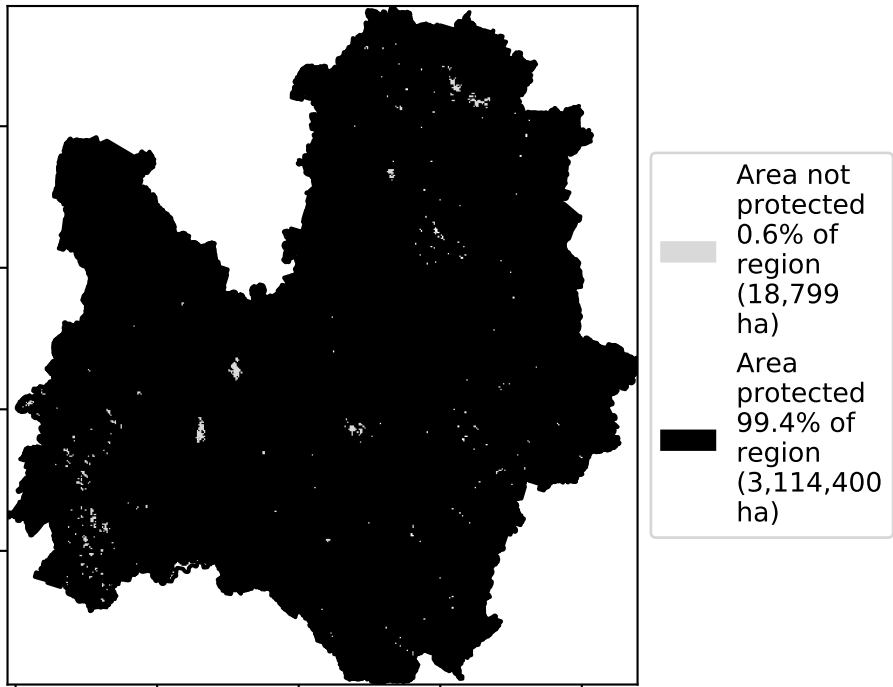 Area not
protected
0.6% of
region
(18,799
ha)
Area
protected
99.4% of
region
(3,114,400
ha)